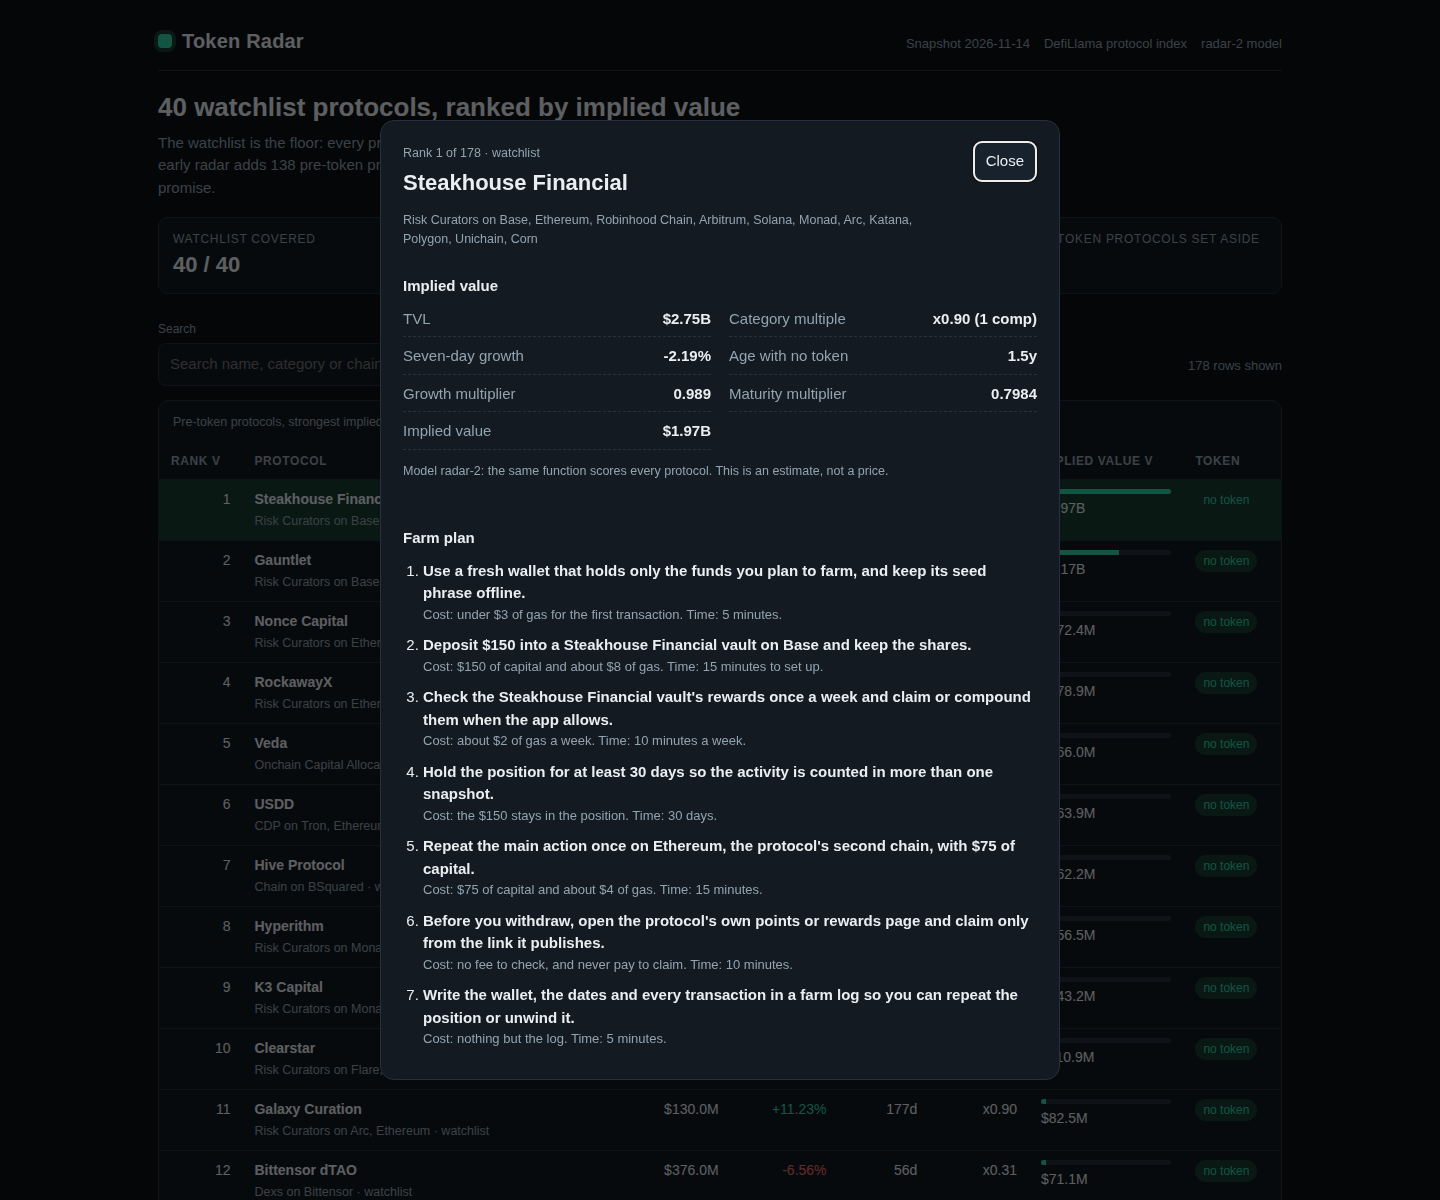 Token Radar
Snapshot 2026-11-14 DefiLlama protocol index radar-2 model
40 watchlist protocols, ranked by implied value
The watchlist is the floor: every
early radar adds 138 pre-token
promise.
WATCHLIST COVERED
40 / 40
TOKEN PROTOCOLS SET ASIDE
Search
Search name, category or chain
178 rows shown
Pre-token protocols, strongest implied
RANK V PROTOCOL VALUE V TOKEN
1 Steakhouse no token
Risk Curators on Base
2 Gauntlet no token
Risk Curators on Base
3 Nonce Capital 72.4M no token
Risk Curators on
4 RockawayX 78.9M no token
Risk Curators on
5 Veda 66.0M no token
Onchain Capital
6 USDD 63.9M no token
CDP on Tron,
7 Hive Protocol 62.2M no token
Chain on BSquared ·
8 Hyperithm 56.5M no token
Risk Curators on
9 K3 Capital 43.2M no token
Risk Curators on
10 Clearstar 10.9M no token
Risk Curators on Flare
11 Galaxy Curation $130.0M +11.23% 177d x0.90 $82.5M no token
Risk Curators on Arc, Ethereum · watchlist
12 Bittensor dTAO $376.0M -6.56% 56d x0.31 $71.1M no token
Dexs on Bittensor · watchlist
Rank 1 of 178 · watchlist
Close
Steakhouse Financial
Risk Curators on Base, Ethereum, Robinhood Chain, Arbitrum, Solana, Monad, Arc, Katana,
Polygon, Unichain, Corn
Implied value
TVL $2.75B Category multiple x0.90 (1 comp)
Seven-day growth -2.19% Age with no token 1.5y
Growth multiplier 0.989 Maturity multiplier 0.7984
Implied value $1.97B
Model radar-2: the same function scores every protocol. This is an estimate, not a price.
Farm plan
1. Use a fresh wallet that holds only the funds you plan to farm, and keep its seed
phrase offline.
Cost: under $3 of gas for the first transaction. Time: 5 minutes.
2. Deposit $150 into a Steakhouse Financial vault on Base and keep the shares.
Cost: $150 of capital and about $8 of gas. Time: 15 minutes to set up.
3. Check the Steakhouse Financial vault's rewards once a week and claim or compound
them when the app allows.
Cost: about $2 of gas a week. Time: 10 minutes a week.
4. Hold the position for at least 30 days so the activity is counted in more than one
snapshot.
Cost: the $150 stays in the position. Time: 30 days.
5. Repeat the main action once on Ethereum, the protocol's second chain, with $75 of
capital.
Cost: $75 of capital and about $4 of gas. Time: 15 minutes.
6. Before you withdraw, open the protocol's own points or rewards page and claim only
from the link it publishes.
Cost: no fee to check, and never pay to claim. Time: 10 minutes.
7. Write the wallet, the dates and every transaction in a farm log so you can repeat the
position or unwind it.
Cost: nothing but the log. Time: 5 minutes.